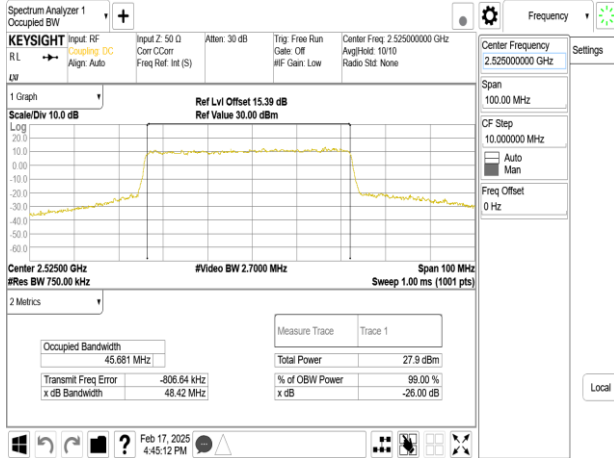 Spectrum Analyzer 1
Occupied BW
Frequency
KEYSIGHT
RL
Input: RF
Coupling: DC
Align: Auto
Input Z: 50 Ω
Corr CCorr
Freq Ref: Int (S)
Atten: 30 dB
Trig: Free Run
Gate: Off
#IF Gain: Low
Center Freq: 2.525000000 GHz
Avg|Hold: 10/10
Radio Std: None
Center Frequency
2.525000000 GHz
Settings
Span
100.00 MHz
CF Step
10.000000 MHz
Auto
Man
Freq Offset
0 Hz
Local
1 Graph
Scale/Div 10.0 dB
Ref Lvl Offset 15.39 dB
Ref Value 30.00 dBm
Log
20.0
10.0
0.00
-10.0
-20.0
-30.0
-40.0
-50.0
-60.0
Center 2.52500 GHz
#Video BW 2.7000 MHz
Span 100 MHz
#Res BW 750.00 kHz
Sweep 1.00 ms (1001 pts)
2 Metrics
Measure Trace
Trace 1
Occupied Bandwidth
45.681 MHz
Total Power
27.9 dBm
Transmit Freq Error
-806.64 kHz
% of OBW Power
99.00 %
x dB Bandwidth
48.42 MHz
x dB
-26.00 dB
?
Feb 17, 2025
4:45:12 PM